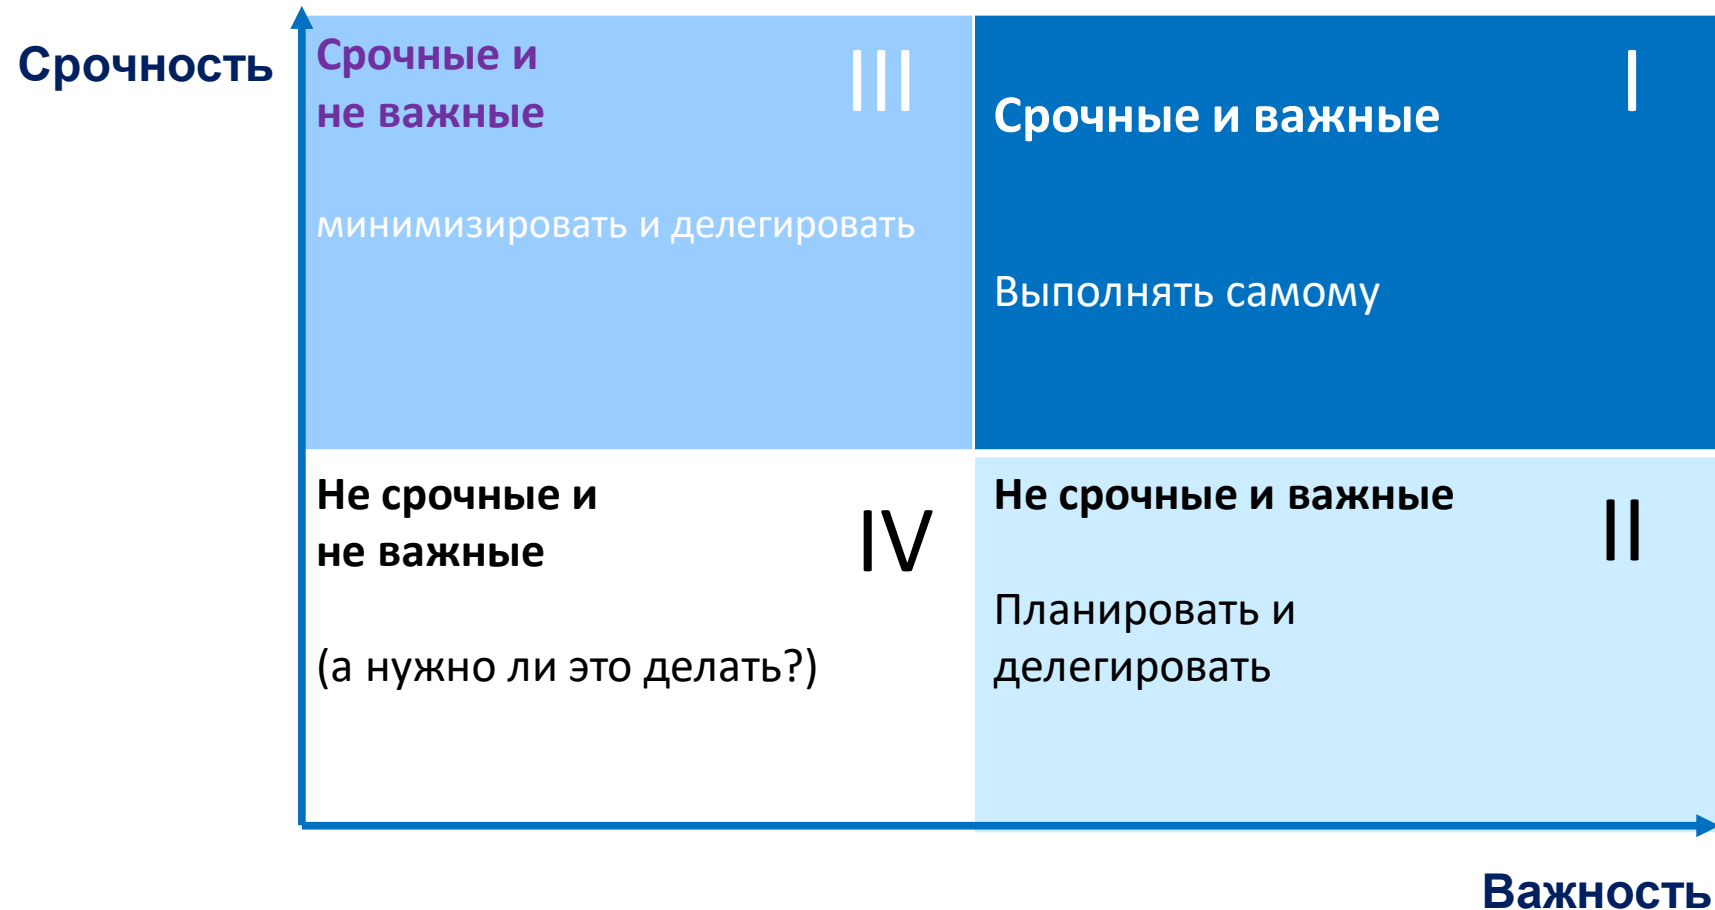 Срочность
Срочные и
не важные
III
минимизировать и делегировать
I
Срочные и важные
Выполнять самому
Не срочные и
не важные
IV
(а нужно ли это делать?)
Не срочные и важные
II
Планировать и
делегировать
Важность